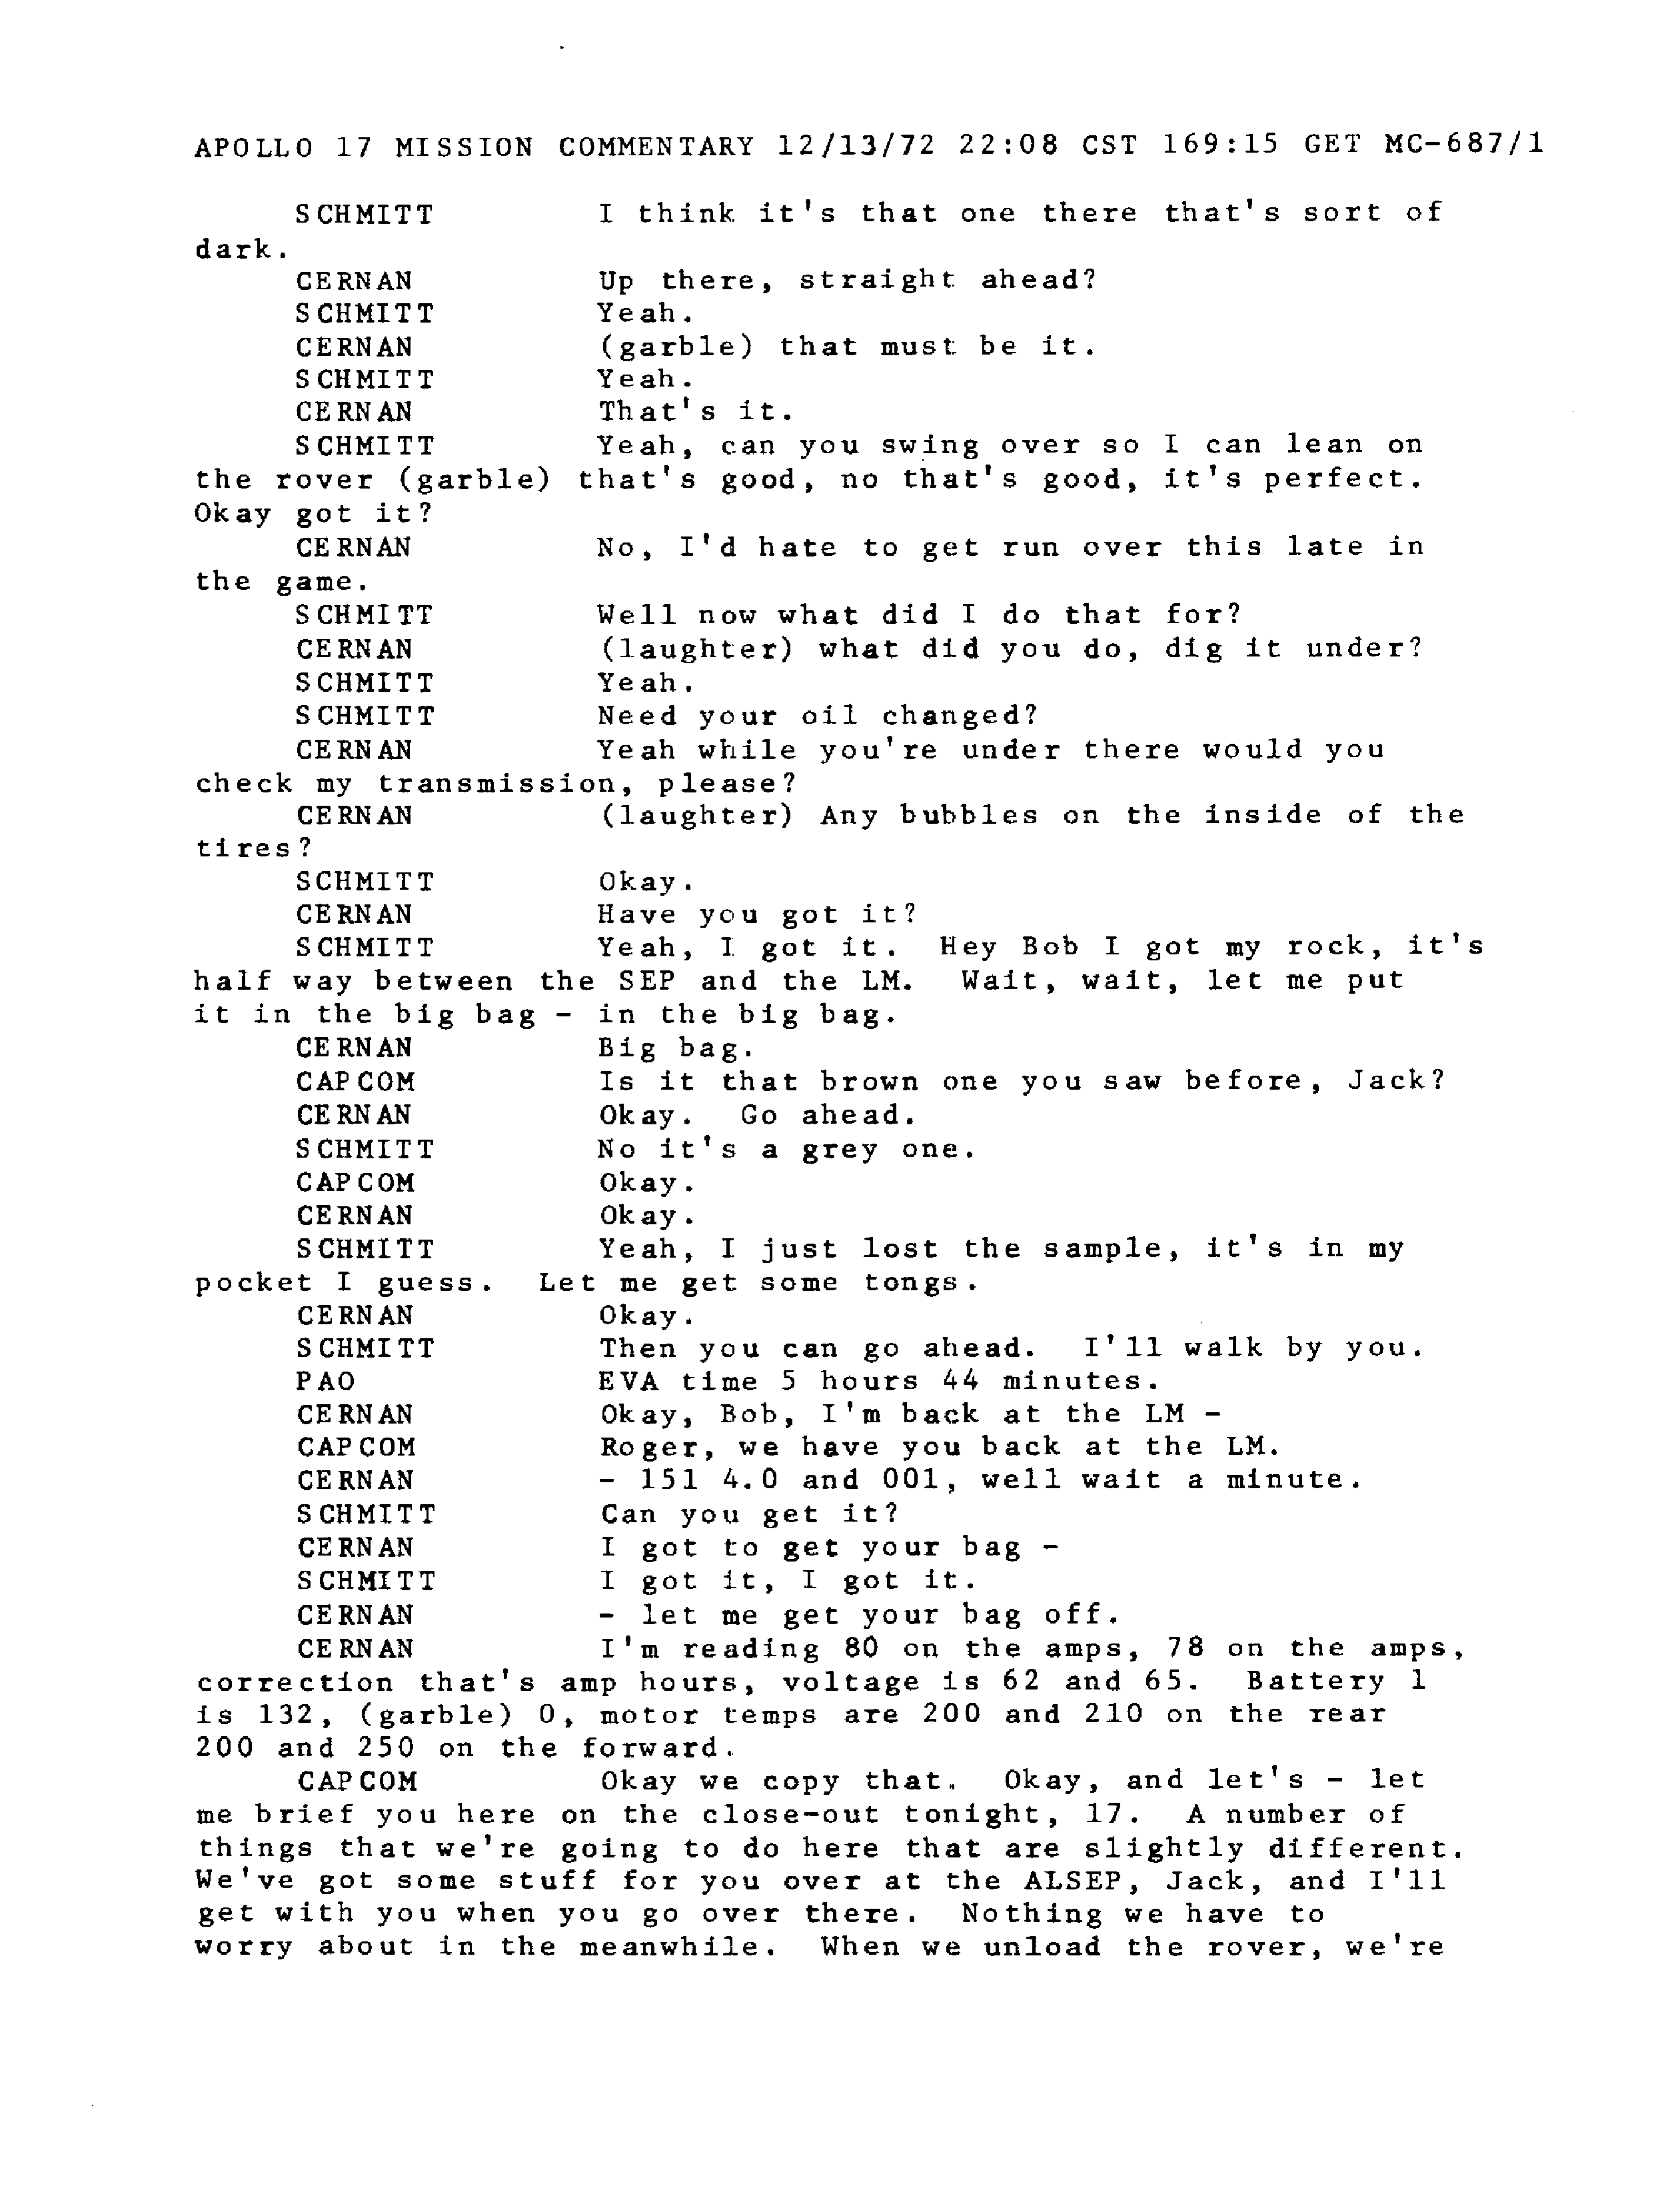 APOLLO 17 MISSION COMMENTARY 12/13/72 22:08 CST 169:15 GET MC-687/1
SCHMITT I think it's that one there that's sort of
dark.
CERNAN Up there, straight ahead?
SCHMITT Yeah.
CERNAN (garble) that must be it.
SCHMITT Yeah.
CERNAN That's it.
SCHMITT Yeah, can you swing over so I can lean on
the rover (garble) that's good, no that's good, it's perfect.
Okay got it?
CERNAN No, I'd hate to get run over this late in
the game.
SCHMITT Well now what did I do that for?
CERNAN (laughter) what did you do, dig it under?
SCHMITT Yeah.
SCHMITT Need your oil changed?
CERNAN Yeah while you're under there would you
check my transmission, please?
CERNAN (laughter) Any bubbles on the inside of the
tires?
SCHMITT Okay.
CERNAN Have you got it?
SCHMITT Yeah, I got it. Hey Bob I got my rock, it's
half way between the SEP and the LM. Wait, wait, let me put
it in the big bag - in the big bag.
CERNAN Big bag.
CAPCOM Is it that brown one you saw before, Jack?
CERNAN Okay. Go ahead.
SCHMITT No it's a grey one.
CAPCOM Okay.
CERNAN Okay.
SCHMITT Yeah, I just lost the sample, it's in my
pocket I guess. Let me get some tongs.
CERNAN Okay.
SCHMITT Then you can go ahead. I'll walk by you.
PAO EVA time 5 hours 44 minutes.
CERNAN Okay, Bob, I'm back at the LM -
CAPCOM Roger, we have you back at the LM.
CERNAN - 151 4.0 and 001, well wait a minute.
SCHMITT Can you get it?
CERNAN I got to get your bag -
SCHMITT I got it, I got it.
CERNAN - let me get your bag off.
CERNAN I'm reading 80 on the amps, 78 on the amps,
correction that's amp hours, voltage is 62 and 65. Battery 1
is 132, (garble) 0, motor temps are 200 and 210 on the rear
200 and 250 on the forward.
CAPCOM Okay we copy that. Okay, and let's - let
me brief you here on the close-out tonight, 17. A number of
things that we're going to do here that are slightly different.
We've got some stuff for you over at the ALSEP, Jack, and I'll
get with you when you go over there. Nothing we have to
worry about in the meanwhile. When we unload the rover, we're